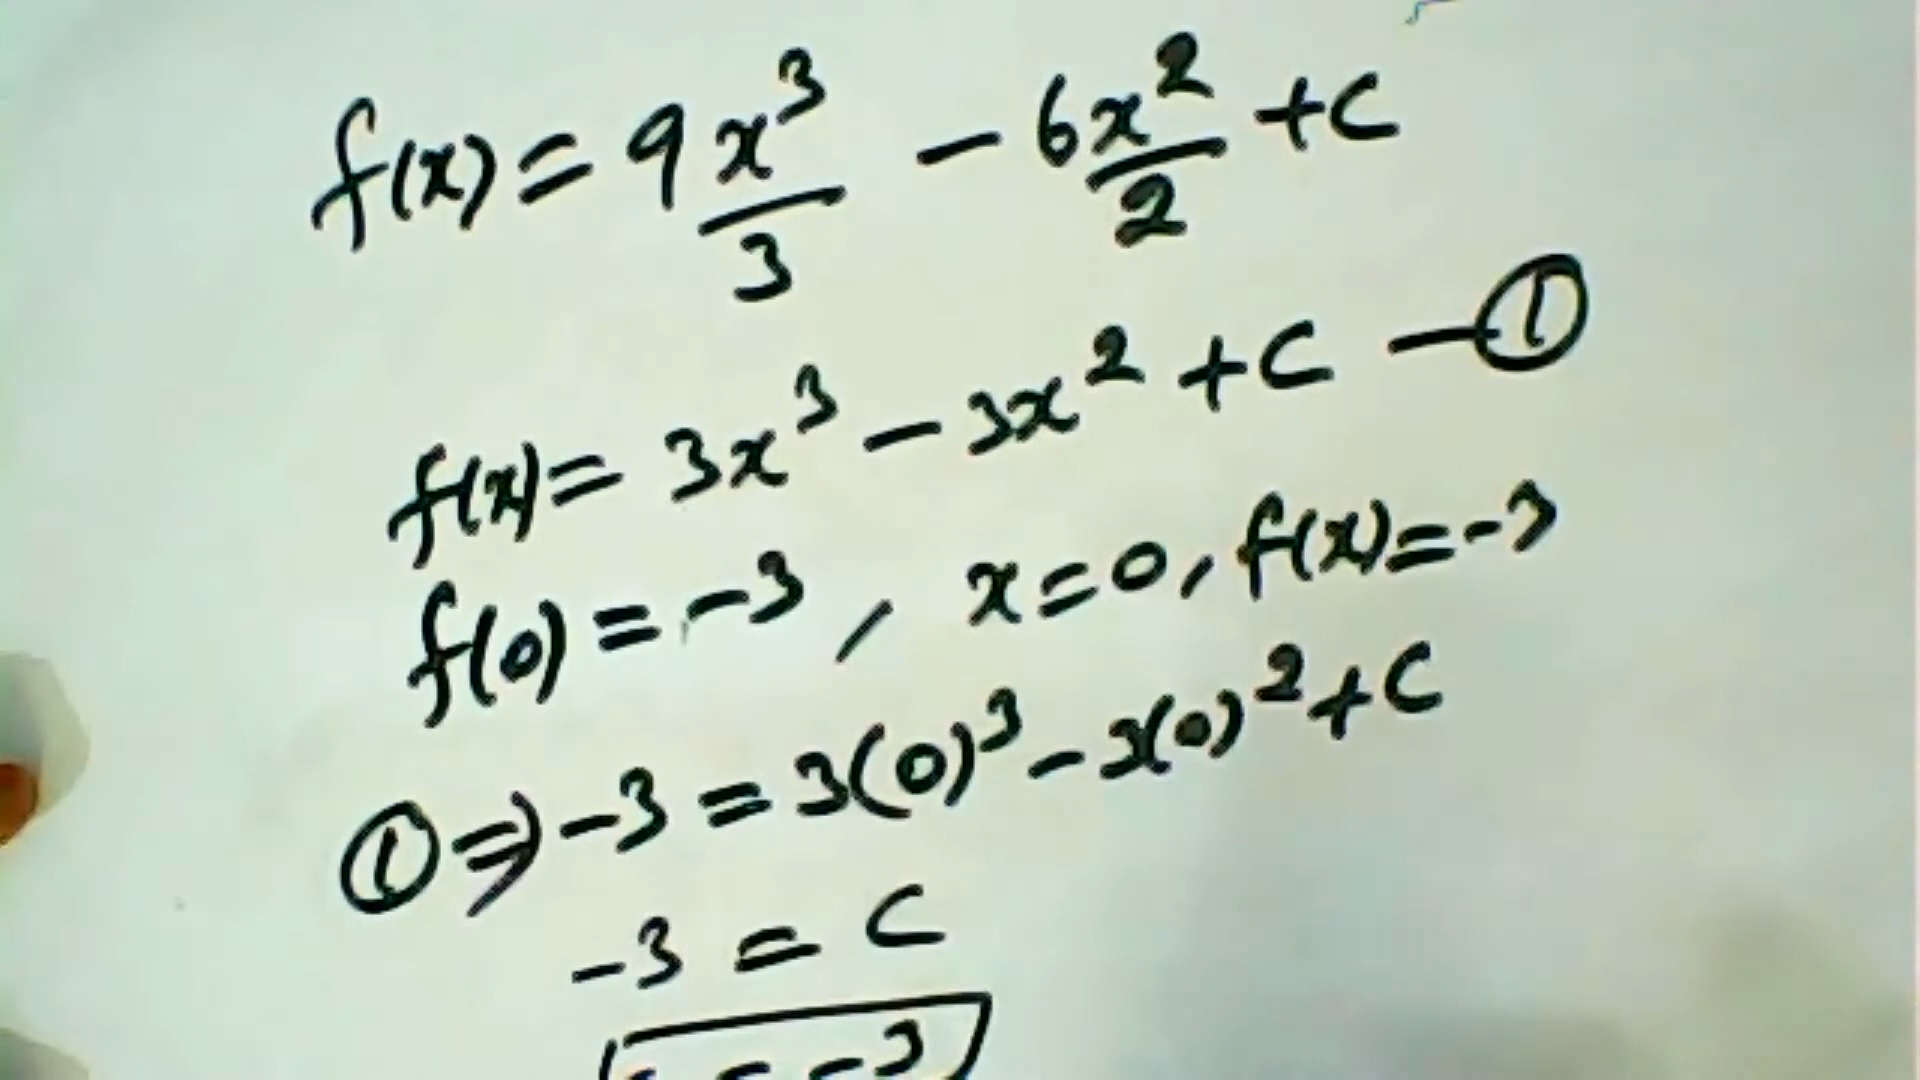 f(x) = 9x³/3 - 6x²/2 + C
f(x) = 3x³ - 3x² + C — ①
f(0) = -3, x = 0, f(x) = -3
① ⇒ -3 = 3(0)³ - 3(0)² + C
-3 = C
= -3